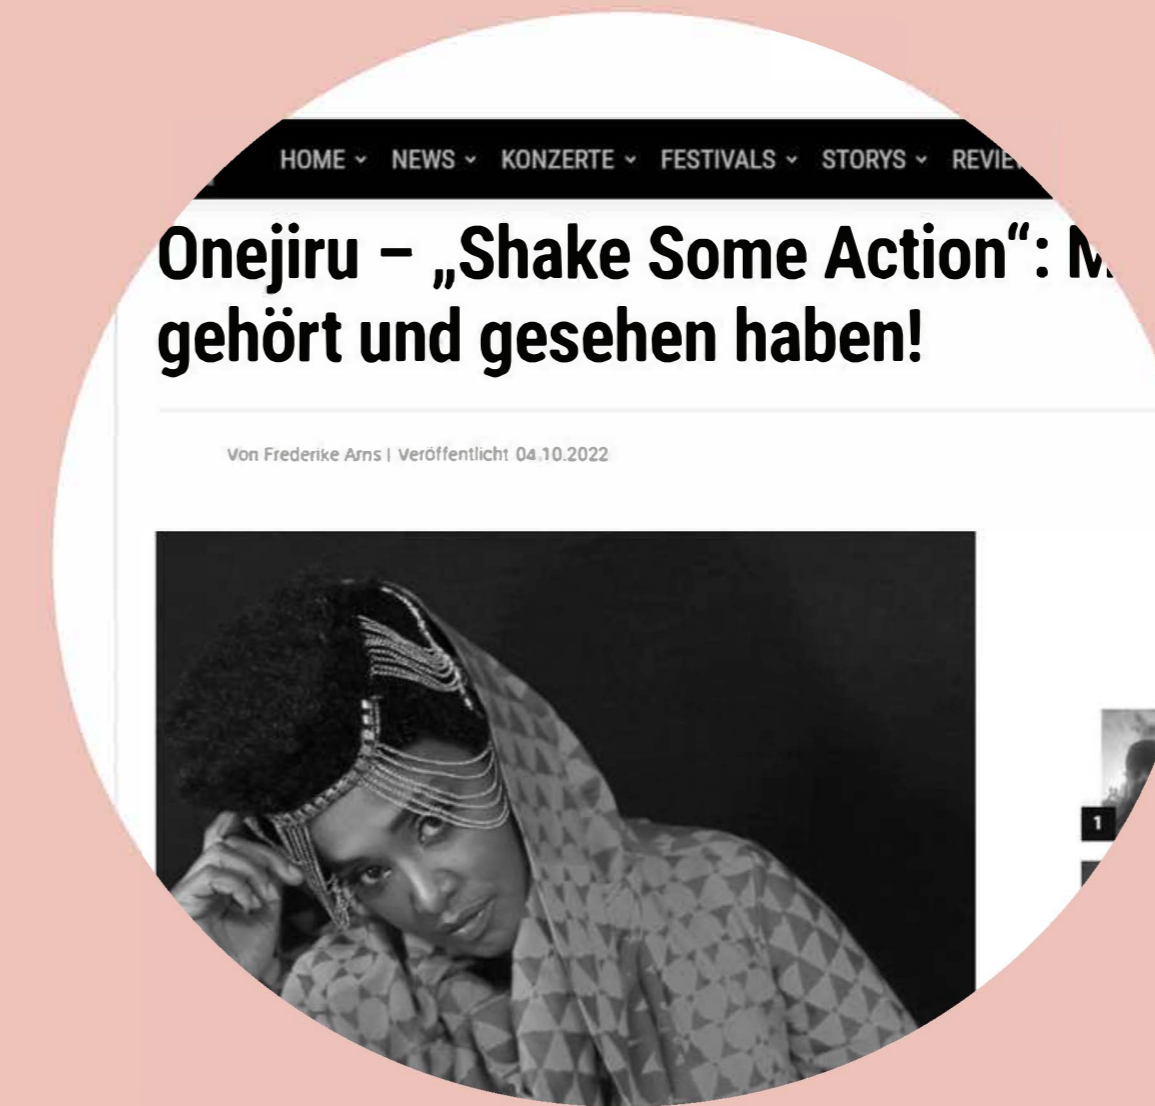 HOME NEWS KONZERTE FESTIVALS STORYS
Onejiru – „Shake Some Action“:
gehört und gesehen haben!
Von Frederike Arns | Veröffentlicht 04.10.2022
1